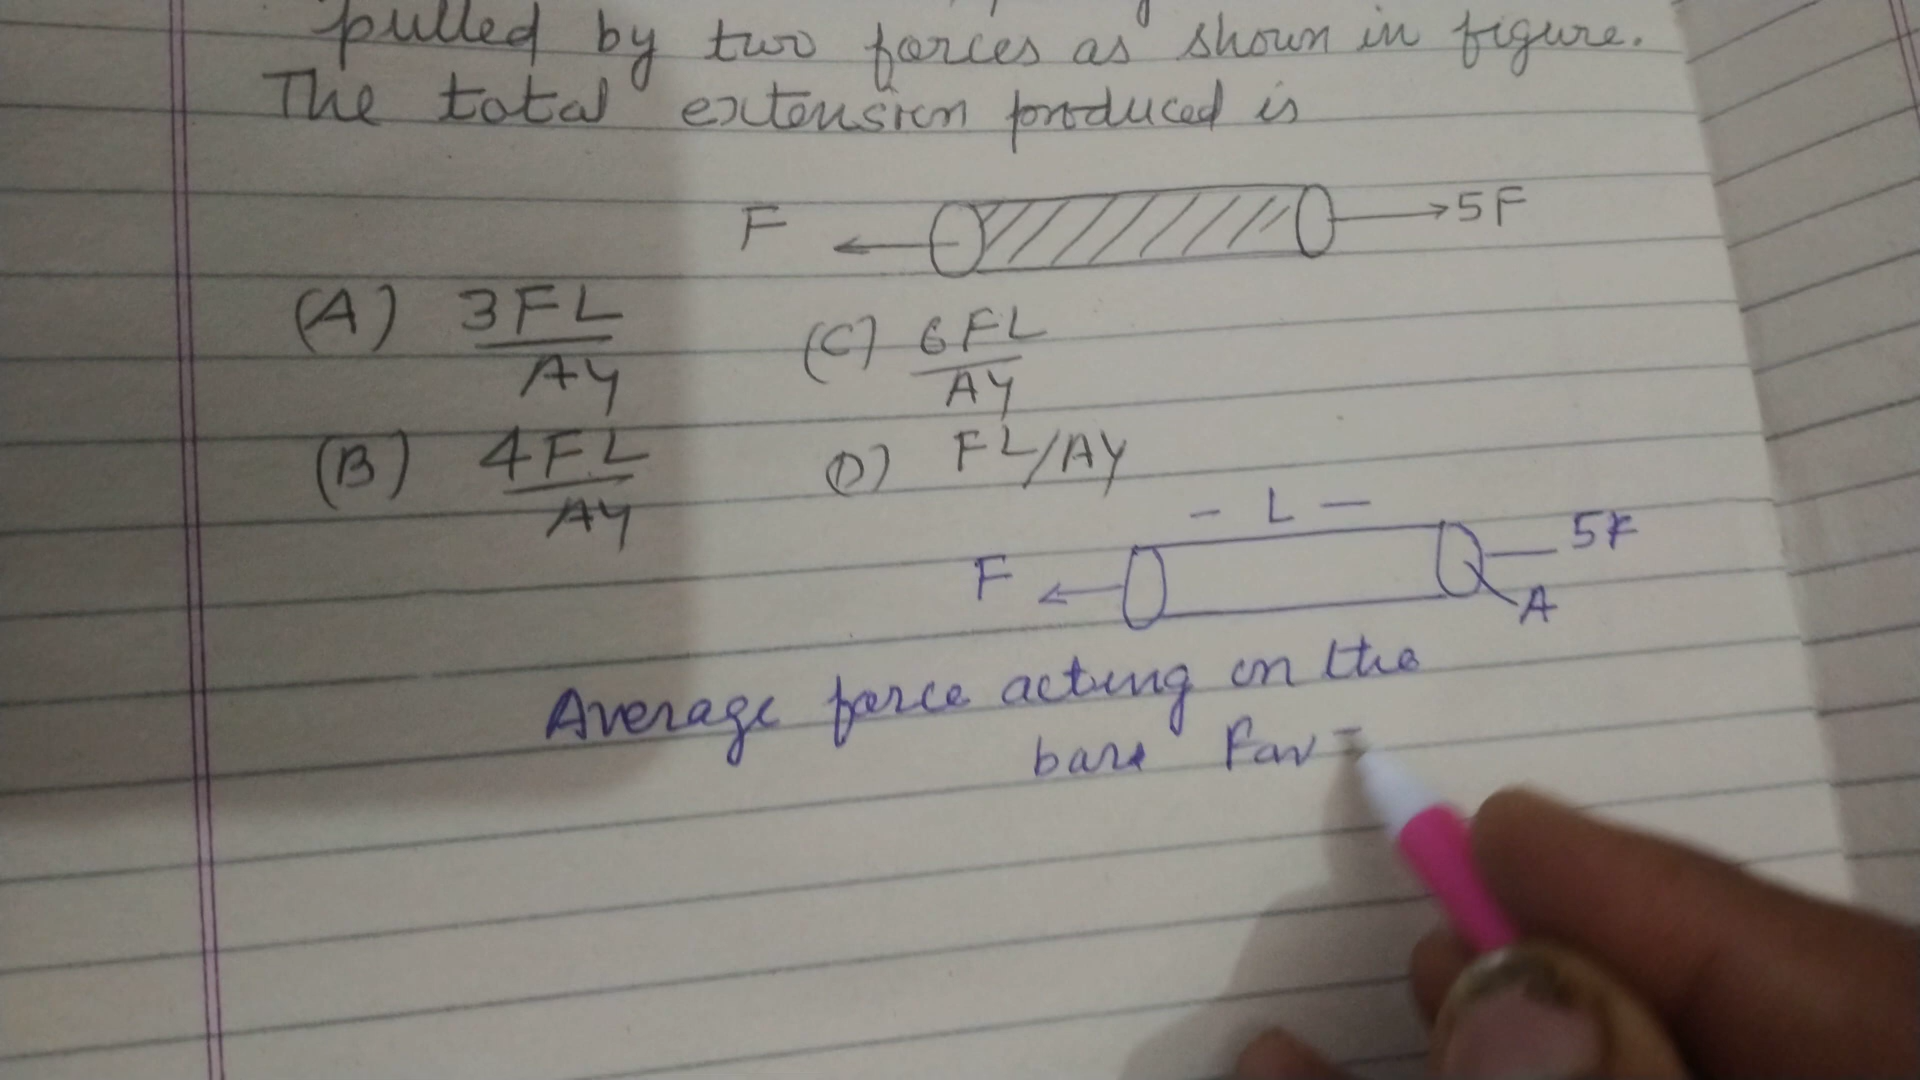 pulled by two forces as shown in figure.
The total extension produced is
F 5F
(A) 3FL/AY (C) 6FL/AY
(B) 4FL/AY D) FL/AY
- L -
F 5F
A
Average force acting on the
bar Fav =